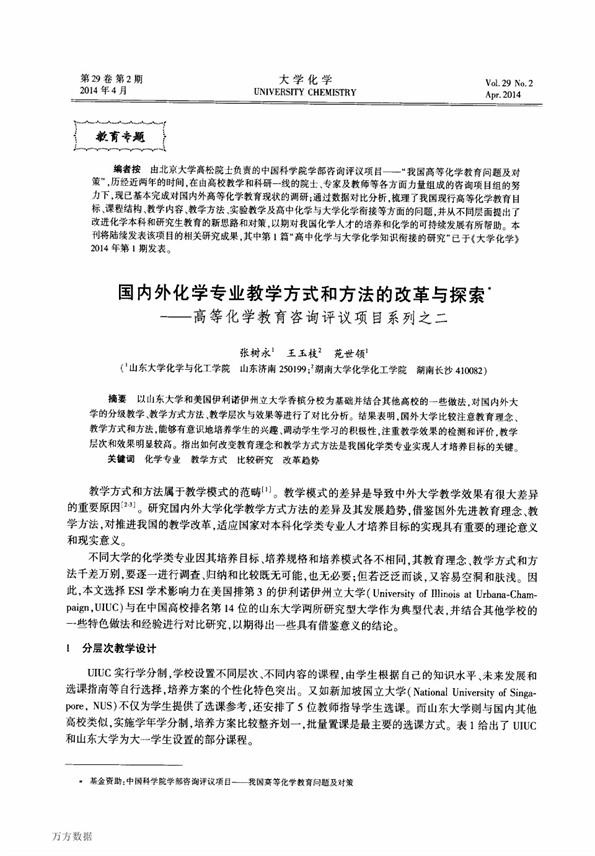 第29卷第2期
2014年4月
大学化学
UNIVERSITY CHEMISTRY
Vol. 29 No. 2
Apr. 2014
教育专题
编者按 由北京大学高松院士负责的中国科学院学部咨询评议项目——“我国高等化学教育问题及对
策”,历经近两年的时间,在由高校教学和科研一线的院士、专家及教师等各方面力量组成的咨询项目组的努
力下,现已基本完成对国内外高等化学教育现状的调研;通过数据对比分析,梳理了我国现行高等化学教育目
标、课程结构、教学内容、教学方法、实验教学及高中化学与大学化学衔接等方面的问题,并从不同层面提出了
改进化学本科和研究生教育的新思路和对策,以期对我国化学人才的培养和化学的可持续发展有所帮助。本
刊将陆续发表该项目的相关研究成果,其中第1篇“高中化学与大学化学知识衔接的研究”已于《大学化学》
2014年第1期发表。
国内外化学专业教学方式和方法的改革与探索*
——高等化学教育咨询评议项目系列之二
张树永1 王玉枝2 苑世领1
(1山东大学化学与化工学院 山东济南250199;2湖南大学化学化工学院 湖南长沙410082)
摘要 以山东大学和美国伊利诺伊州立大学香槟分校为基础并结合其他高校的一些做法,对国内外大
学的分级教学、教学方式方法、教学层次与效果等进行了对比分析。结果表明,国外大学比较注意教育理念、
教学方式和方法,能够有意识地培养学生的兴趣、调动学生学习的积极性,注重教学效果的检测和评价,教学
层次和效果明显较高。指出如何改变教育理念和教学方式方法是我国化学类专业实现人才培养目标的关键。
关键词 化学专业 教学方式 比较研究 改革趋势
教学方式和方法属于教学模式的范畴[1]。教学模式的差异是导致中外大学教学效果有很大差异
的重要原因[2-3]。研究国内外大学化学教学方式方法的差异及其发展趋势,借鉴国外先进教育理念、教
学方法,对推进我国的教学改革,适应国家对本科化学类专业人才培养目标的实现具有重要的理论意义
和现实意义。
不同大学的化学类专业因其培养目标、培养规格和培养模式各不相同,其教育理念、教学方式和方
法千差万别,要逐一进行调查、归纳和比较既无可能,也无必要;但若泛泛而谈,又容易空洞和肤浅。因
此,本文选择ESI学术影响力在美国排第3的伊利诺伊州立大学(University of Illinois at Urbana-Cham-
paign,UIUC)与在中国高校排名第14位的山东大学两所研究型大学作为典型代表,并结合其他学校的
一些特色做法和经验进行对比研究,以期得出一些具有借鉴意义的结论。
1 分层次教学设计
UIUC实行学分制,学校设置不同层次、不同内容的课程,由学生根据自己的知识水平、未来发展和
选课指南等自行选择,培养方案的个性化特色突出。又如新加坡国立大学(National University of Singa-
pore, NUS)不仅为学生提供了选课参考,还安排了5位教师指导学生选课。而山东大学则与国内其他
高校类似,实施学年学分制,培养方案比较整齐划一,批量置课是最主要的选课方式。表1给出了UIUC
和山东大学为大一学生设置的部分课程。
* 基金资助:中国科学院学部咨询评议项目——我国高等化学教育问题及对策
万方数据